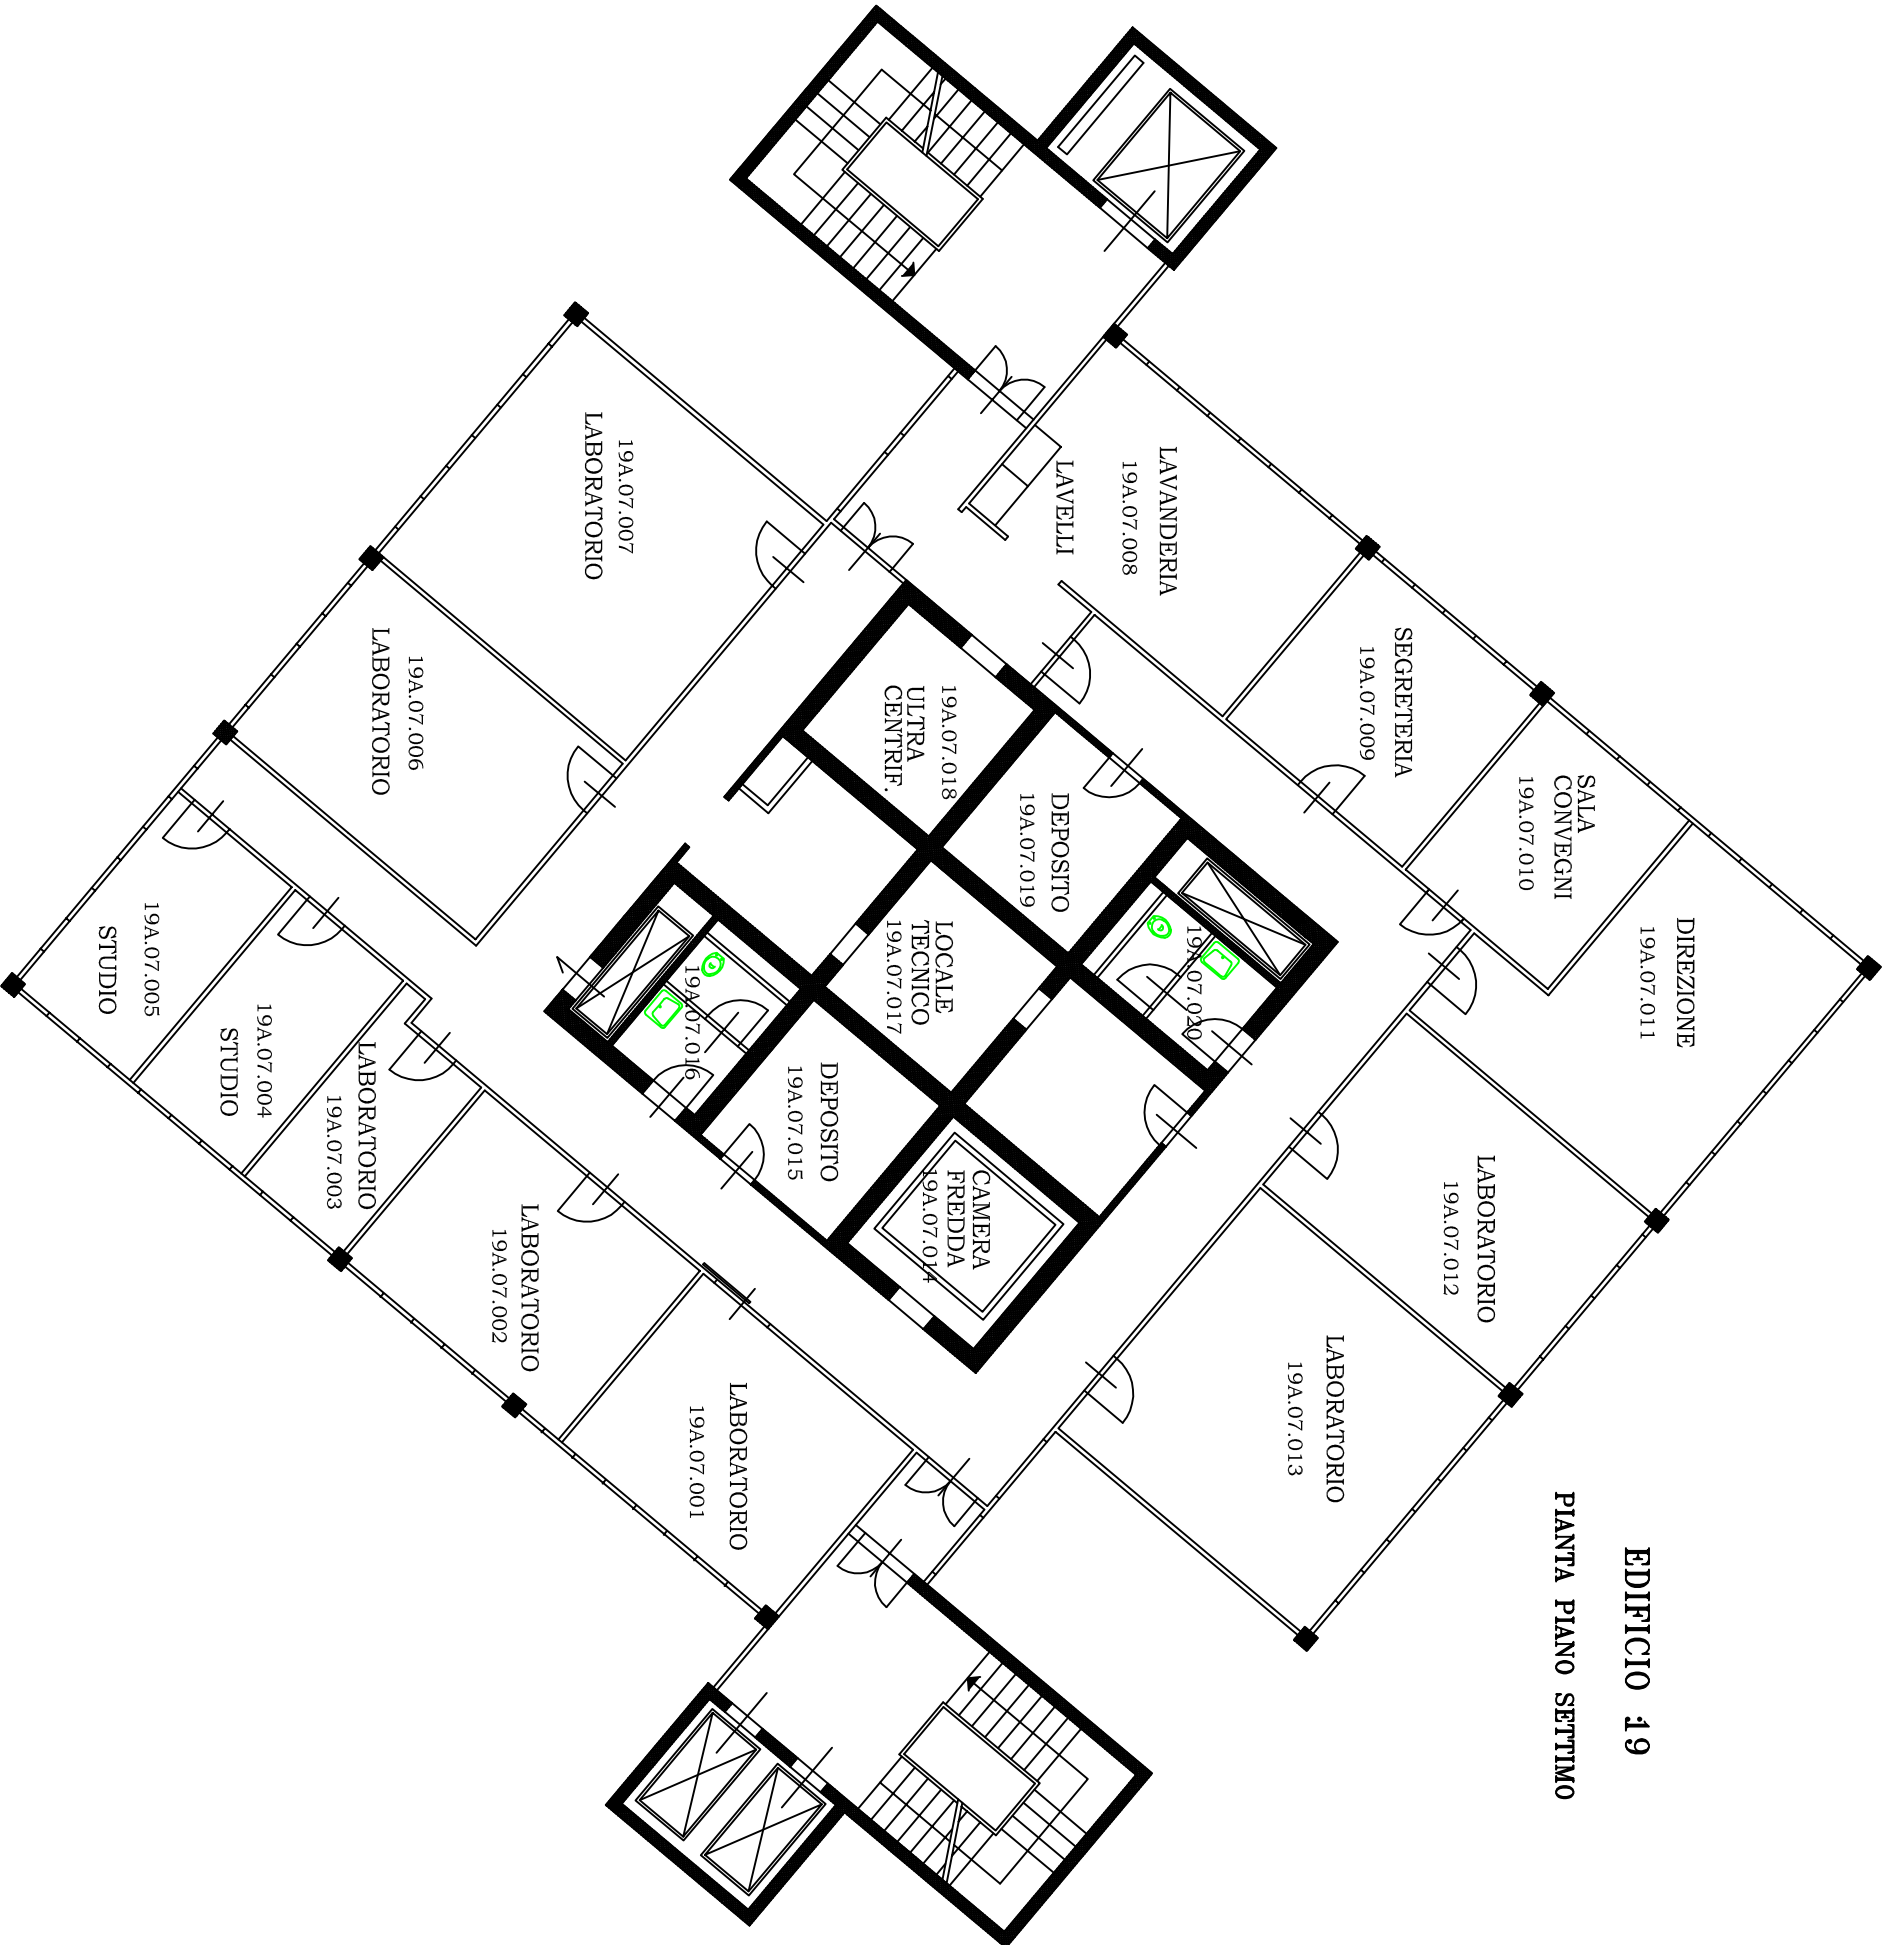 EDIFICIO :19
PIANTA PIANO SETTIMO
DIREZIONE
19A.07.011
SALA
CONVEGNI
19A.07.010
SEGRETERIA
19A.07.009
LAVANDERIA
19A.07.008
LAVELLI
19A.07.007
LABORATORIO
19A.07.006
LABORATORIO
19A.07.005
STUDIO
19A.07.004
STUDIO
LABORATORIO
19A.07.003
LABORATORIO
19A.07.002
LABORATORIO
19A.07.001
LABORATORIO
19A.07.012
LABORATORIO
19A.07.013
19A.07.018
ULTRA
CENTRIF.
DEPOSITO
19A.07.019
19A.07.020
LOCALE
TECNICO
19A.07.017
19A.07.016
DEPOSITO
19A.07.015
CAMERA
FREDDA
19A.07.014